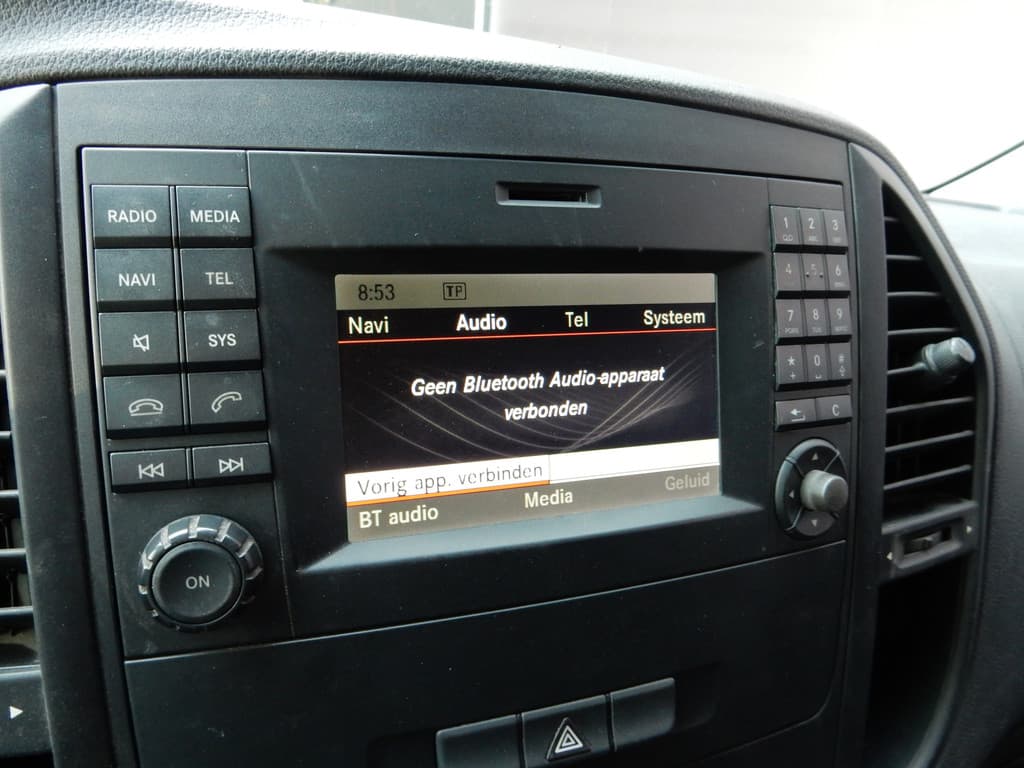 RADIO MEDIA
NAVI TEL
SYS
ON
8:53 TP
Navi Audio Tel Systeem
Geen Bluetooth Audio-apparaat
verbonden
Vorig app. verbinden
BT audio Media Geluid
1 2 3
4 5 6
7 8 9
* 0 #
C